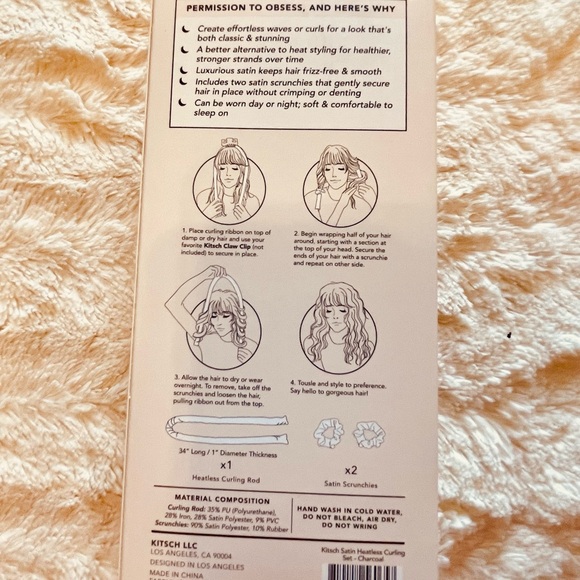 PERMISSION TO OBSESS, AND HERE'S WHY
Create effortless waves or curls for a look that's
both classic & stunning
A better alternative to heat styling for healthier,
stronger strands over time
Luxurious satin keeps hair frizz-free & smooth
Includes two satin scrunchies that gently secure
hair in place without crimping or denting
Can be worn day or night; soft & comfortable to
sleep on
1. Place curling ribbon on top of
damp or dry hair and use your
favorite Kitsch Claw Clip (not
included) to secure in place.
2. Begin wrapping half of your hair
around, starting with a section at
the top of your head. Secure the
ends of your hair with a scrunchie
and repeat on other side.
3. Allow the hair to dry or wear
overnight. To remove, take off the
scrunchies and loosen the hair,
pulling ribbon out from the top.
4. Tousle and style to preference.
Say hello to gorgeous hair!
34" Long / 1" Diameter Thickness
x1
Heatless Curling Rod
x2
Satin Scrunchies
MATERIAL COMPOSITION
Curling Rod: 35% PU (Polyurethane),
28% Iron, 28% Satin Polyester, 9% PVC
Scrunchies: 90% Satin Polyester, 10% Rubber
HAND WASH IN COLD WATER,
DO NOT BLEACH, AIR DRY,
DO NOT WRING
KITSCH LLC
LOS ANGELES, CA 90004
DESIGNED IN LOS ANGELES
MADE IN CHINA
Kitsch Satin Heatless Curling
Set - Charcoal